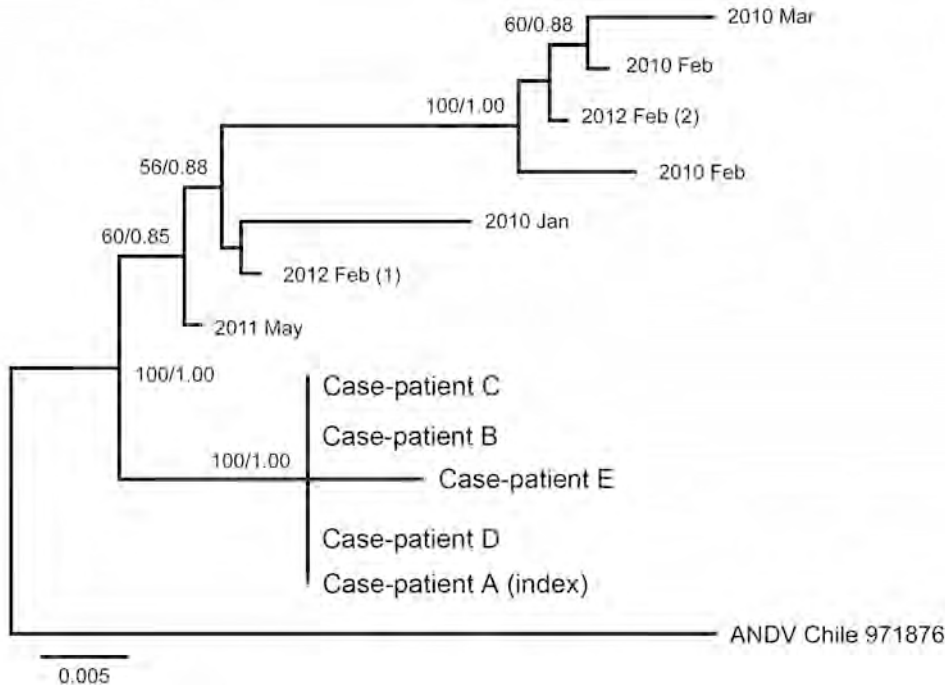 60/0.88
2010 Mar
2010 Feb
100/1.00
2012 Feb (2)
56/0.88
2010 Feb
2010 Jan
60/0.85
2012 Feb (1)
2011 May
100/1.00
Case-patient C
Case-patient B
100/1.00
Case-patient E
Case-patient D
Case-patient A (index)
ANDV Chile 971876
0.005